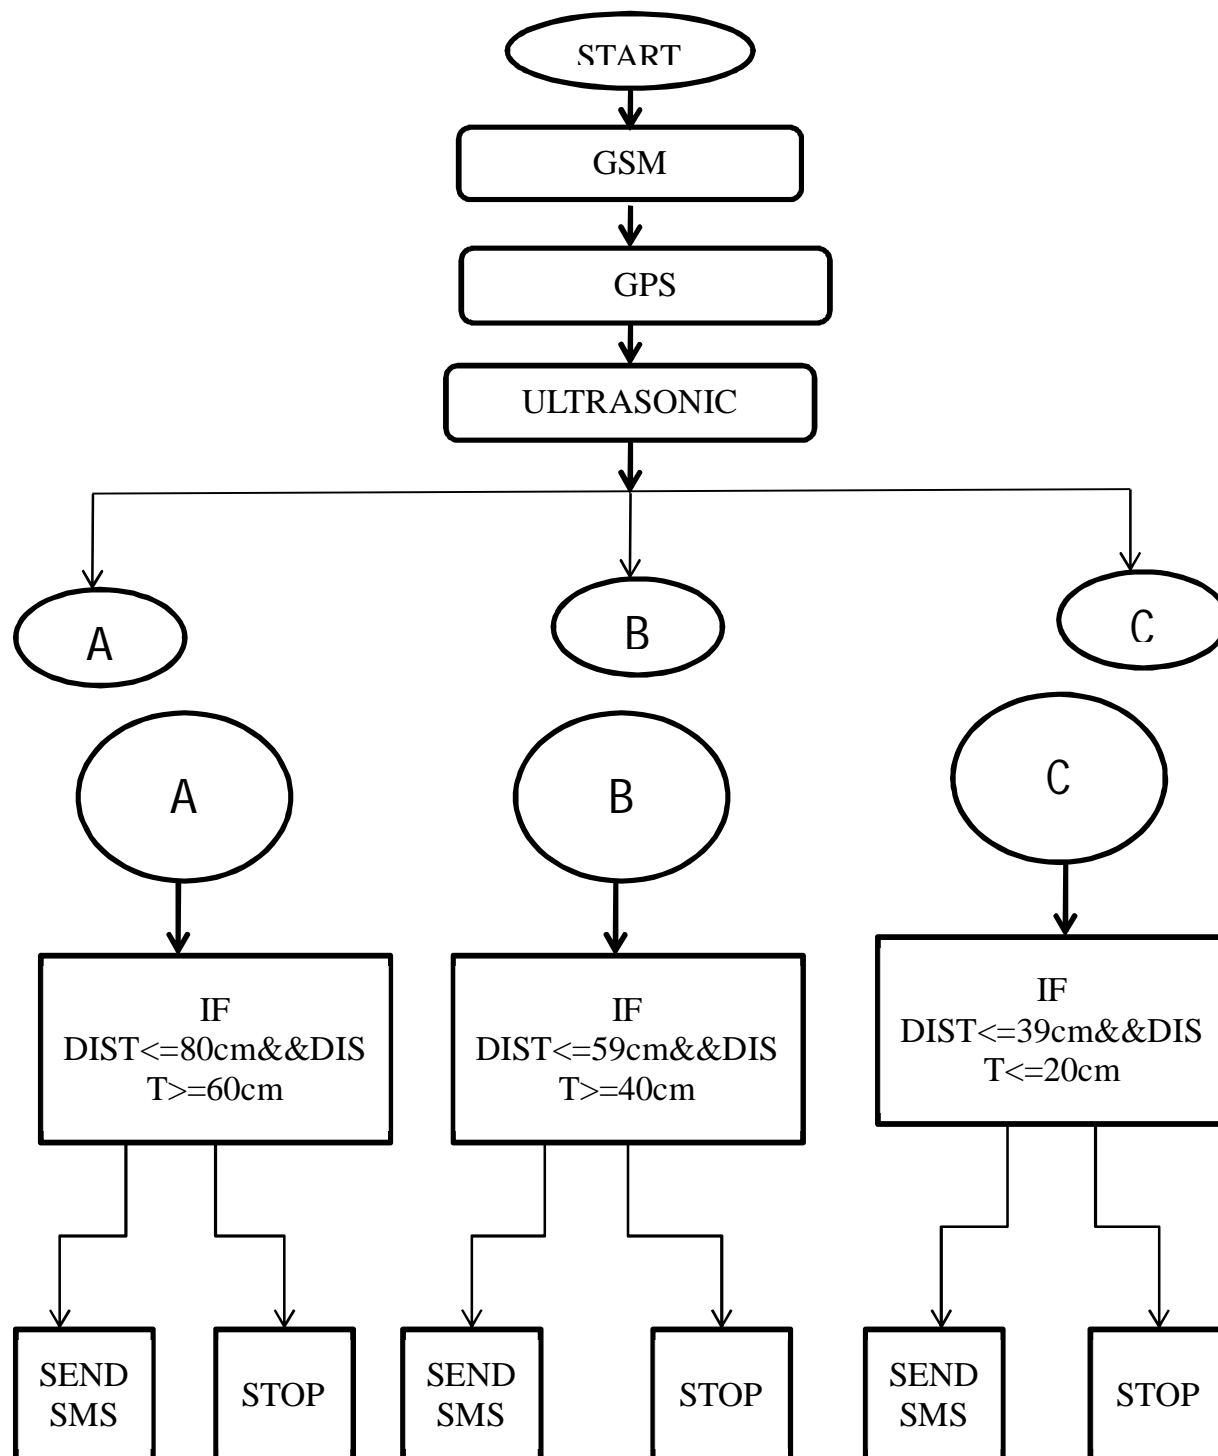 START
GSM
GPS
ULTRASONIC
A
B
C
A
B
C
IF
DIST<=80cm&&DIS
T>=60cm
IF
DIST<=59cm&&DIS
T>=40cm
IF
DIST<=39cm&&DIS
T<=20cm
SEND
SMS
STOP
SEND
SMS
STOP
SEND
SMS
STOP